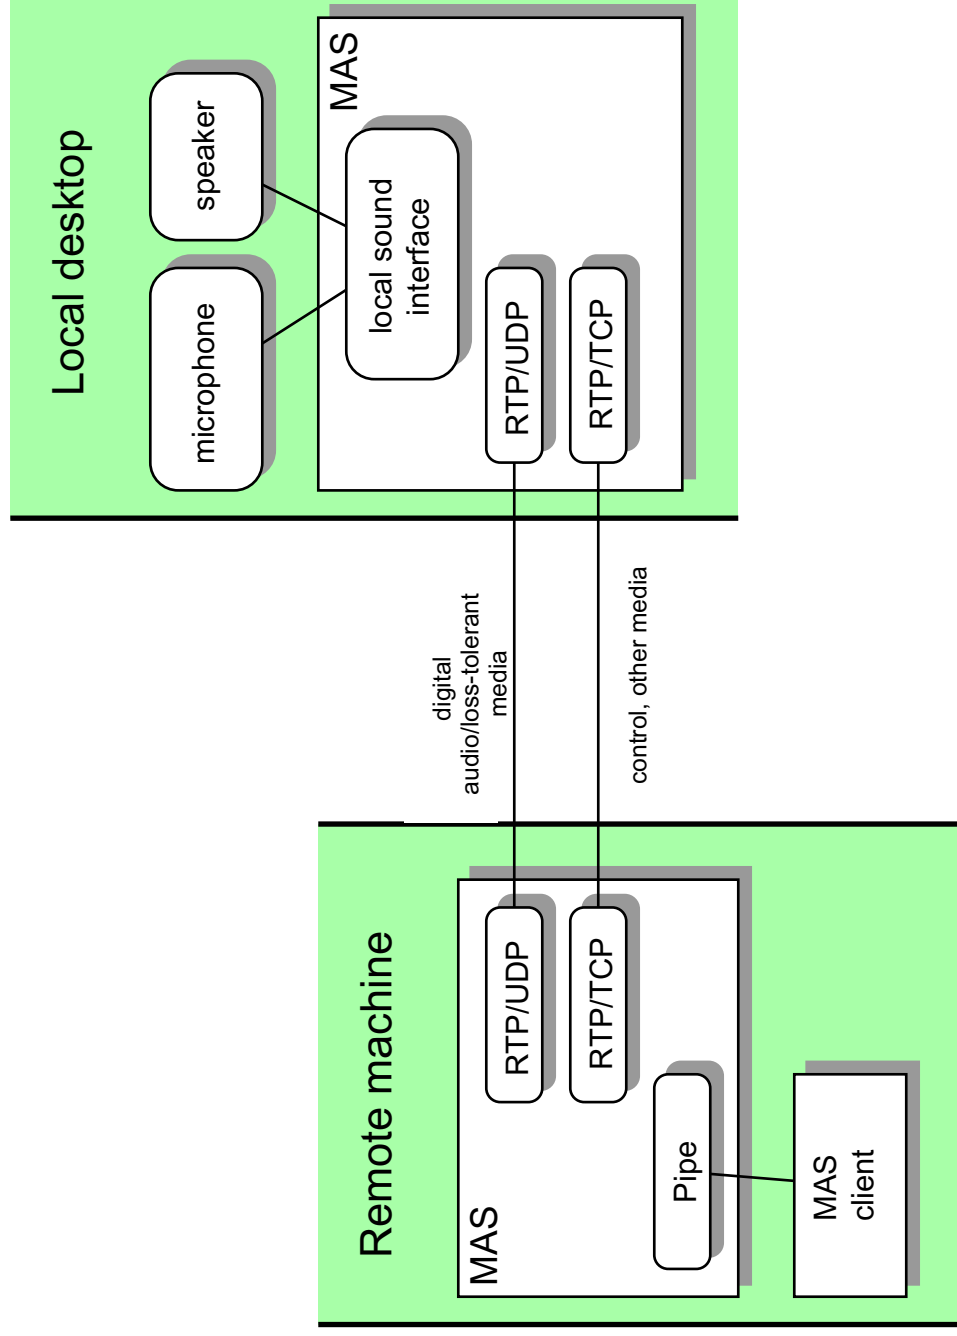 Remote machine
MAS
RTP/UDP
RTP/TCP
Pipe
MAS
client
digital
audio/loss-tolerant
media
control, other media
Local desktop
microphone
speaker
MAS
local sound
interface
RTP/UDP
RTP/TCP